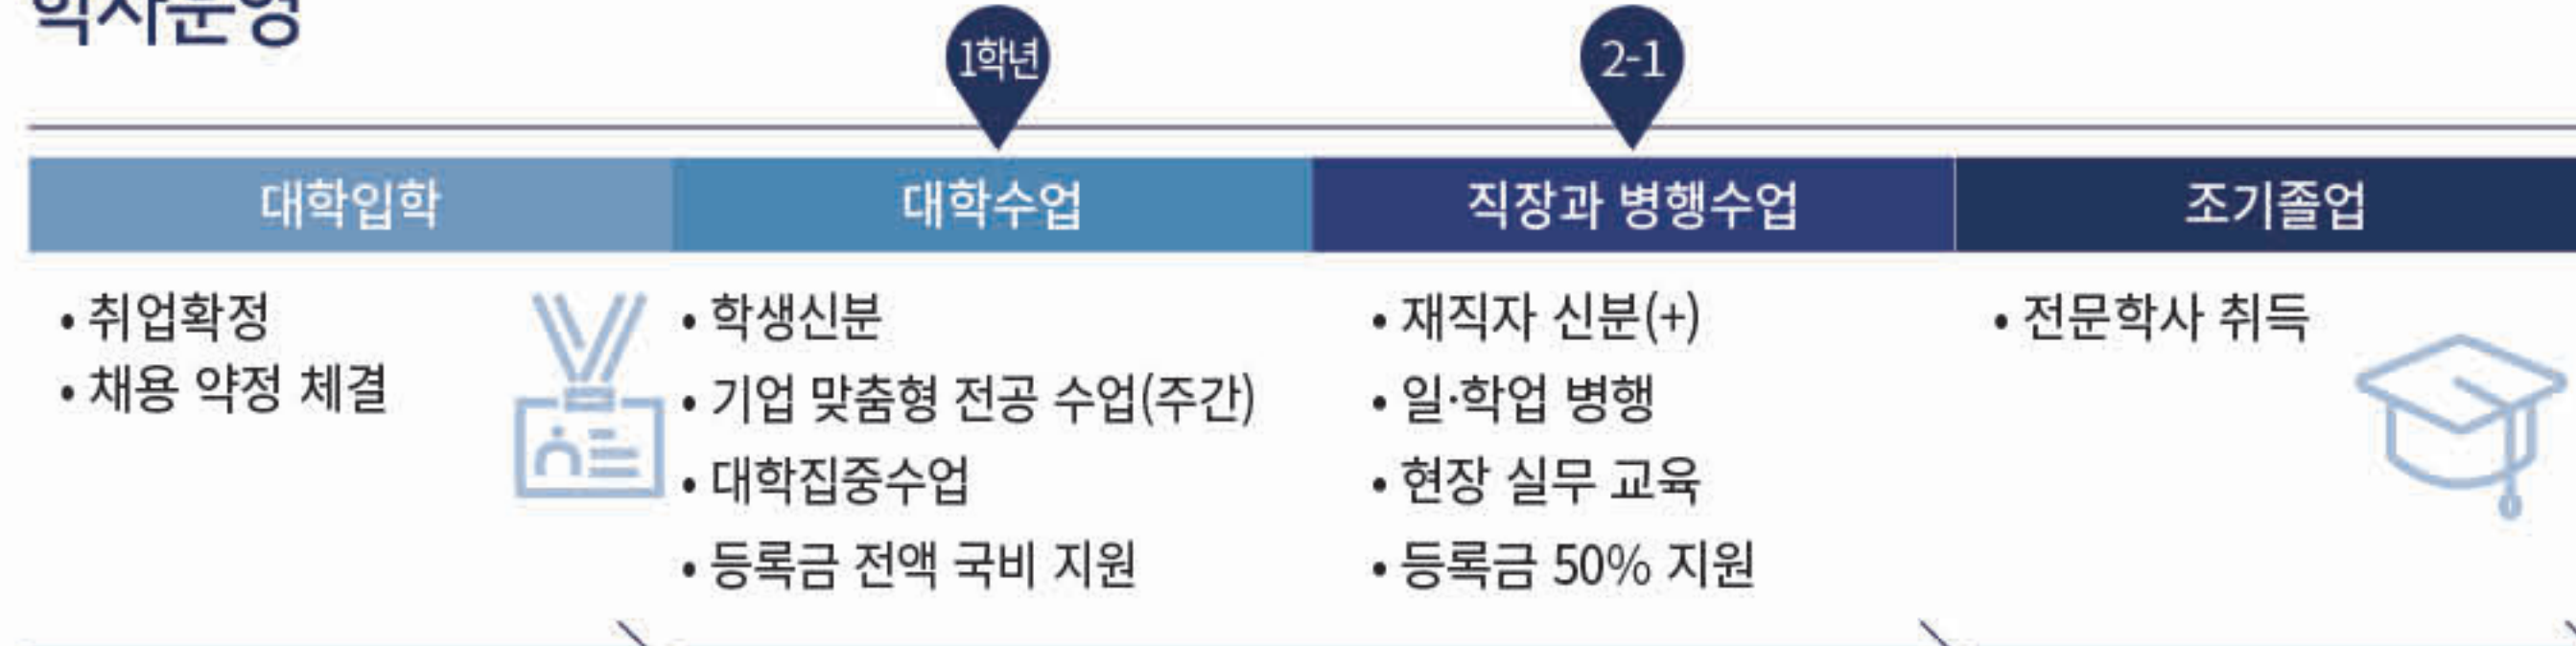 학사운영
1학년
2-1
대학입학
대학수업
직장과 병행수업
조기졸업
• 취업확정
• 채용 약정 체결
• 학생신분
• 기업 맞춤형 전공 수업(주간)
• 대학집중수업
• 등록금 전액 국비 지원
• 재직자 신분(+)
• 일·학업 병행
• 현장 실무 교육
• 등록금 50% 지원
• 전문학사 취득